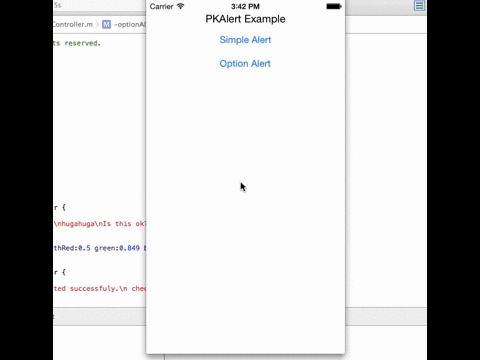 5s
Carrier 3:42 PM
PKAlert Example
Controller.m M -optionAl
Simple Alert
ts reserved.
Option Alert
r {
\nhugahuga\nIs this ok?
thRed:0.5 green:0.849 b
r {
ted successfuly.\n chec